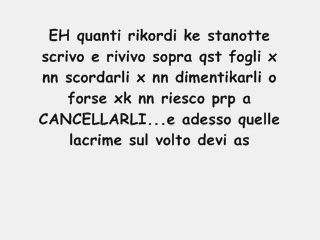 EH quanti rikordi ke stanotte
scrivo e rivivo sopra qst fogli x
nn scordarli x nn dimentikarli o
forse xk nn riesco prp a
CANCELLARLI...e adesso quelle
lacrime sul volto devi as